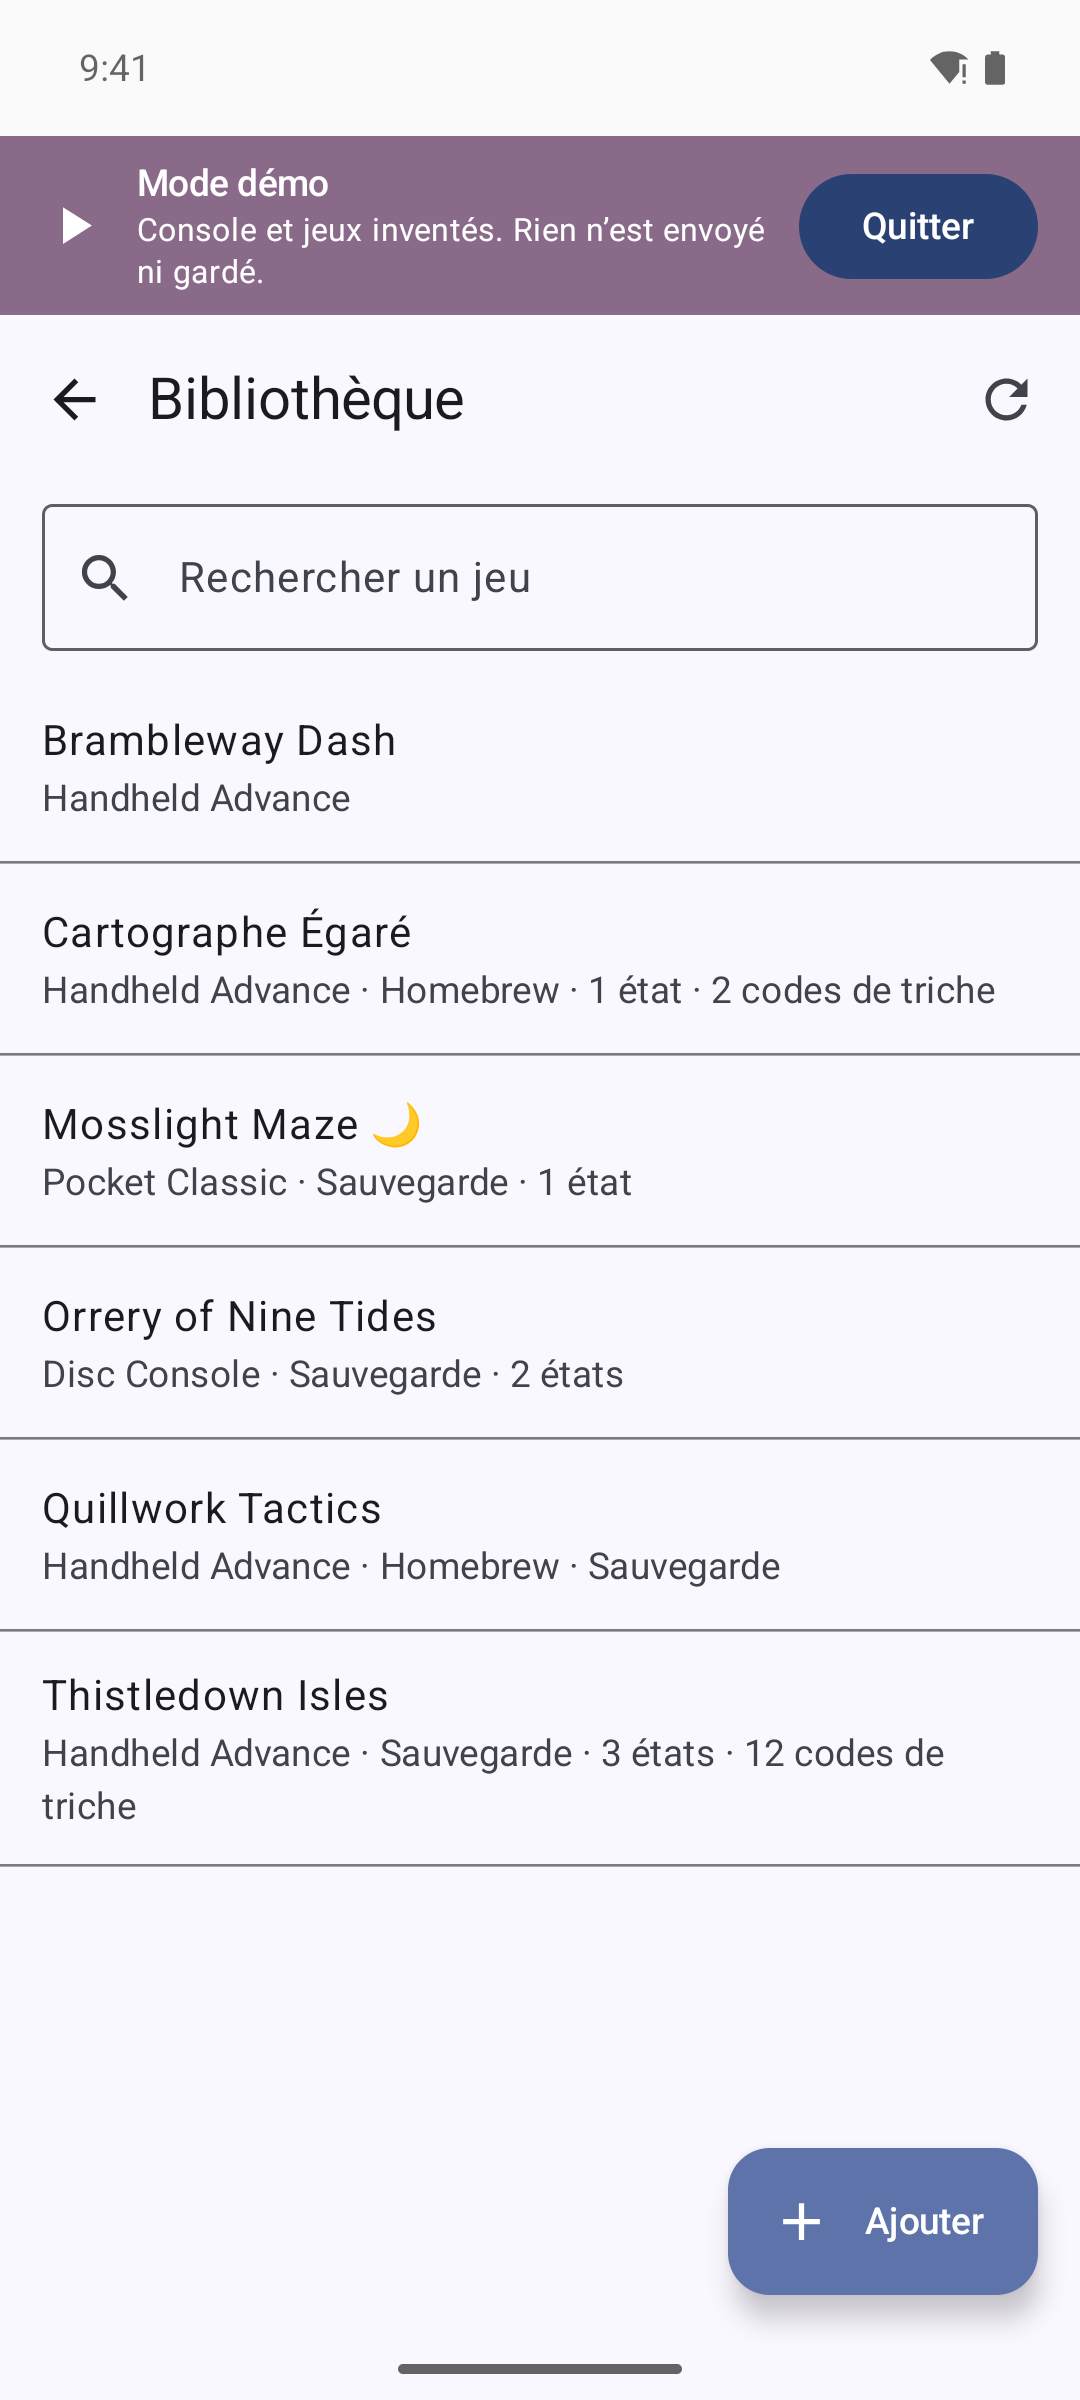 9:41
Mode démo
Console et jeux inventés. Rien n’est envoyé
ni gardé.
Quitter
Bibliothèque
Rechercher un jeu
Brambleway Dash
Handheld Advance
Cartographe Égaré
Handheld Advance · Homebrew · 1 état · 2 codes de triche
Mosslight Maze 🌙
Pocket Classic · Sauvegarde · 1 état
Orrery of Nine Tides
Disc Console · Sauvegarde · 2 états
Quillwork Tactics
Handheld Advance · Homebrew · Sauvegarde
Thistledown Isles
Handheld Advance · Sauvegarde · 3 états · 12 codes de
triche
Ajouter